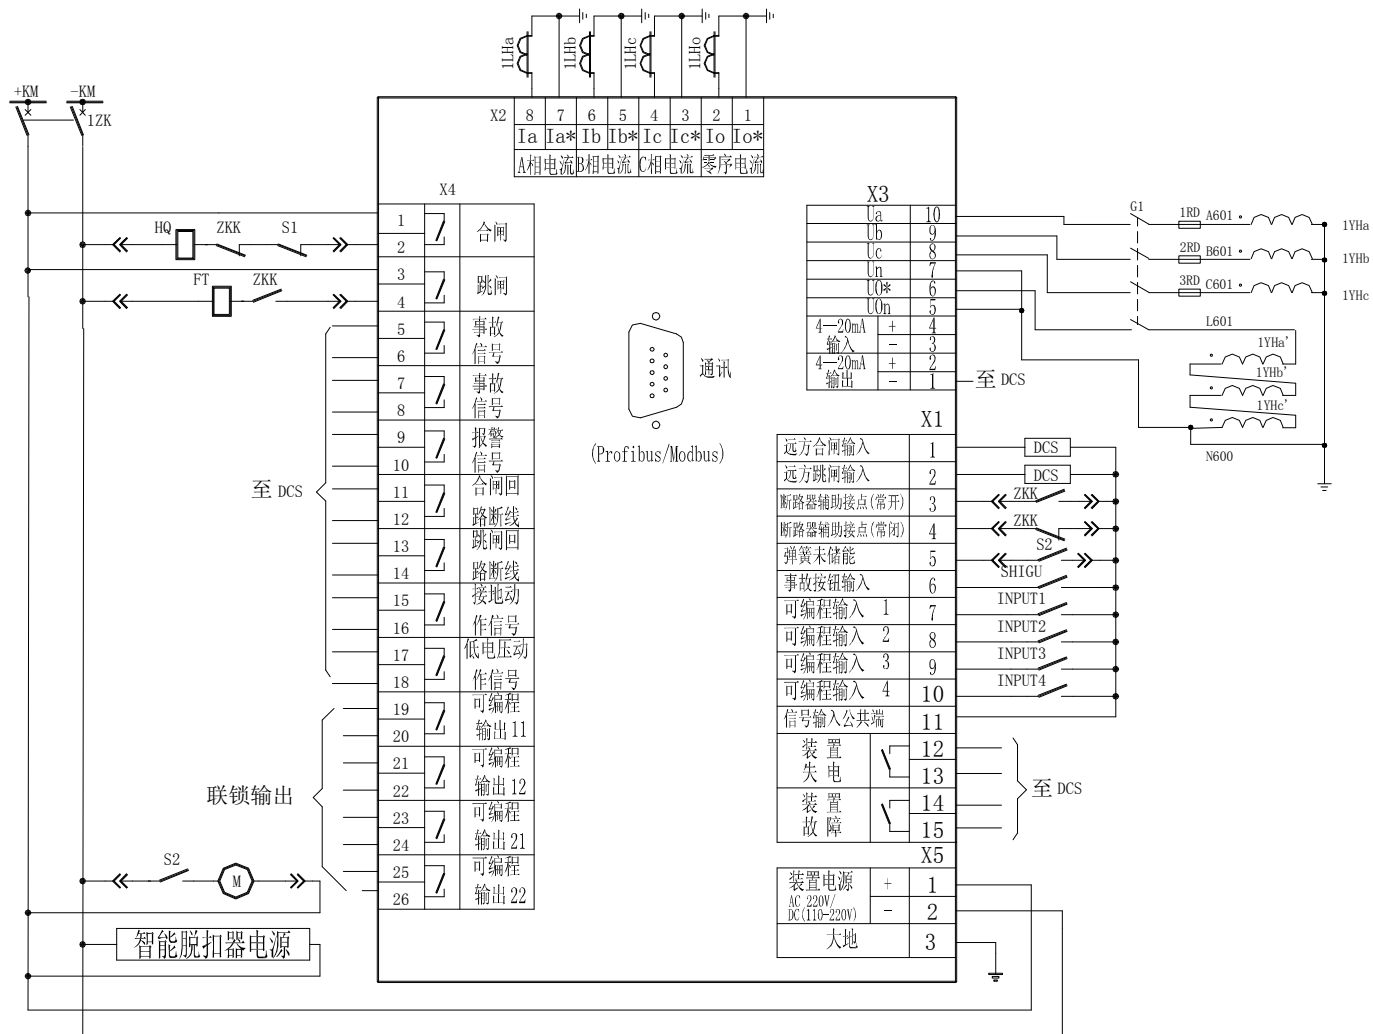 1LHa 1LHb 1LHc 1LHo
+KM -KM
1ZK
X2 8 7 6 5 4 3 2 1
Ia Ia* Ib Ib* Ic Ic* Io Io*
A相电流 B相电流 C相电流 零序电流
X4
1
2
合闸
HQ ZKK S1
3
4
跳闸
FT ZKK
5
6
事故
信号
7
8
事故
信号
9
10
报警
信号
11
12
合闸回
路断线
13
14
跳闸回
路断线
15
16
接地动
作信号
17
18
低电压动
作信号
至 DCS
19
20
可编程
输出11
21
22
可编程
输出12
23
24
可编程
输出21
25
26
可编程
输出22
联锁输出
S2
M
智能脱扣器电源
通讯
(Profibus/Modbus)
X3
Ua 10
Ub 9
Uc 8
Un 7
U0* 6
U0n 5
4—20mA + 4
输入 - 3
4—20mA + 2
输出 - 1
至 DCS
G1
1RD A601 1YHa
2RD B601 1YHb
3RD C601 1YHc
L601
1YHa'
1YHb'
1YHc'
N600
X1
远方合闸输入 1 DCS
远方跳闸输入 2 DCS
断路器辅助接点(常开) 3 ZKK
断路器辅助接点(常闭) 4 ZKK
弹簧未储能 5 S2
事故按钮输入 6 SHIGU
可编程输入 1 7 INPUT1
可编程输入 2 8 INPUT2
可编程输入 3 9 INPUT3
可编程输入 4 10 INPUT4
信号输入公共端 11
装置 12
失电 13
装置 14
故障 15
至 DCS
X5
装置电源 + 1
AC 220V/
DC(110-220V) - 2
大地 3